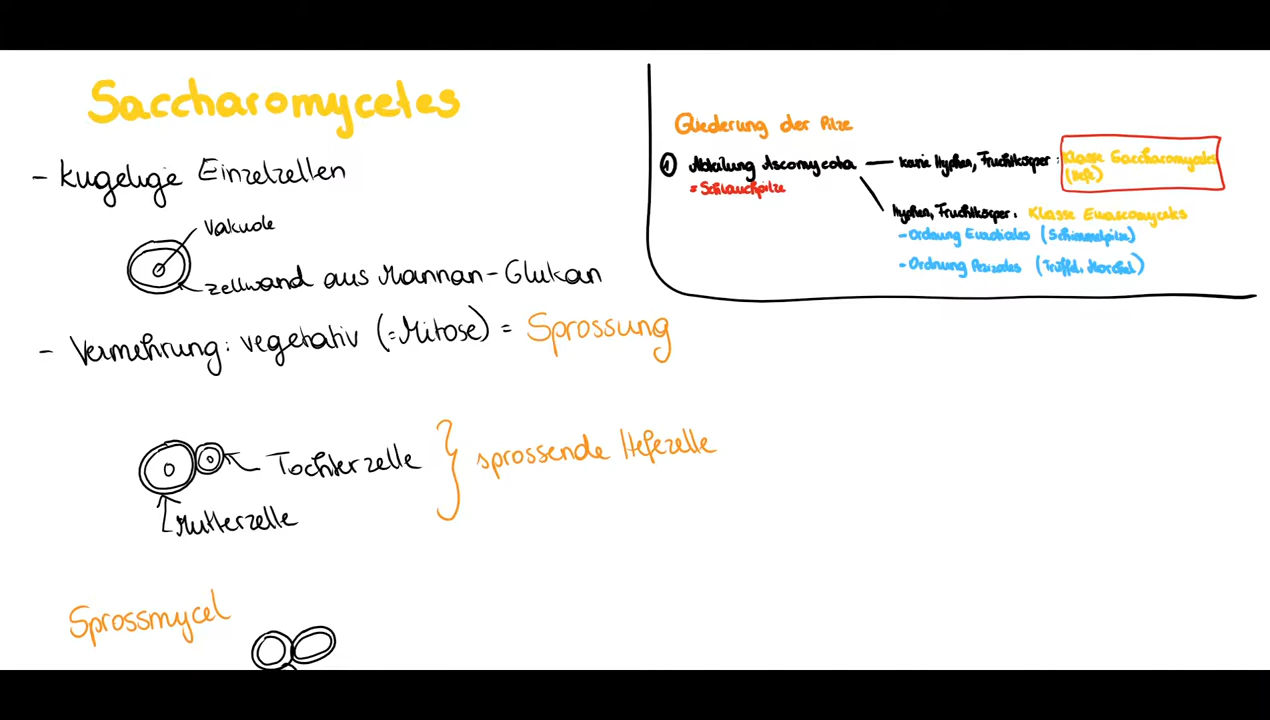 Saccharomycetes
- kugelige Einzelzellen
Vakuole
Zellwand aus Mannan-Glukan
- Vermehrung: vegetativ (=Mitose) = Sprossung
Tochterzelle
Mutterzelle
sprossende Hefezelle
Sprossmycel
Gliederung der Pilze
1 Abteilung Ascomycota
= Schlauchpilze
keine Hyphen, Fruchtkörper :
Klasse Saccharomycetes
(Hefe)
Hyphen, Fruchtkörper: Klasse Euascomycetes
- Ordnung Eurotiales (Schimmelpilze)
- Ordnung Pezizales (Trüffel, Morchel)